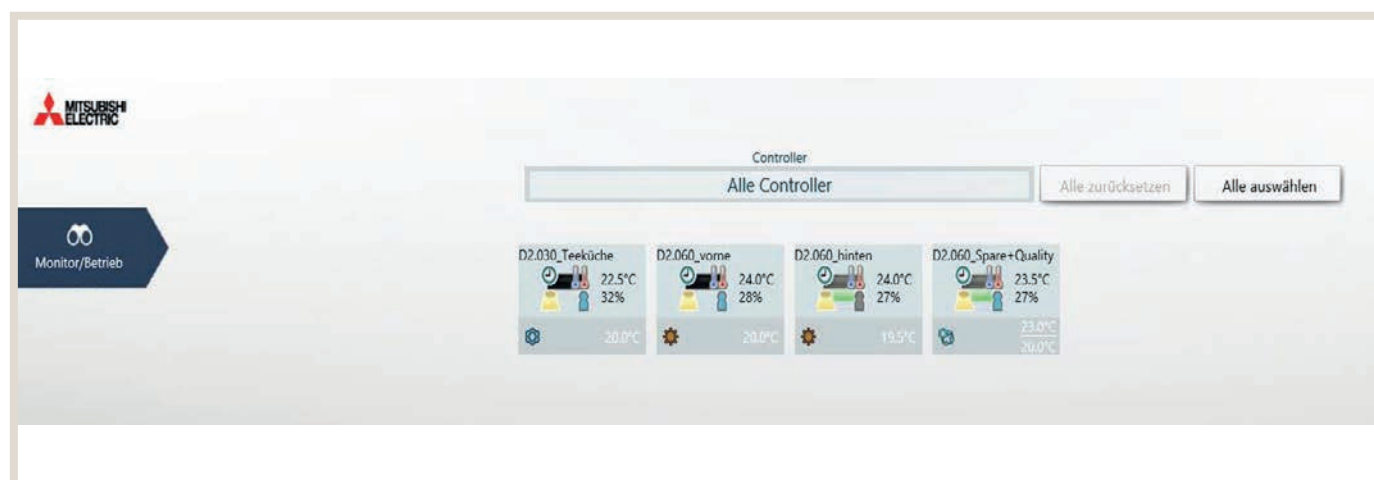 MITSUBISHI
ELECTRIC
Controller
Alle Controller
Alle zurücksetzen
Alle auswählen
Monitor/Betrieb
D2.030_Teeküche
22.5°C
32%
20.0°C
D2.060_vorne
24.0°C
28%
20.0°C
D2.060_hinten
24.0°C
27%
19.5°C
D2.060_Spare+Quality
23.5°C
27%
23.0°C
20.0°C